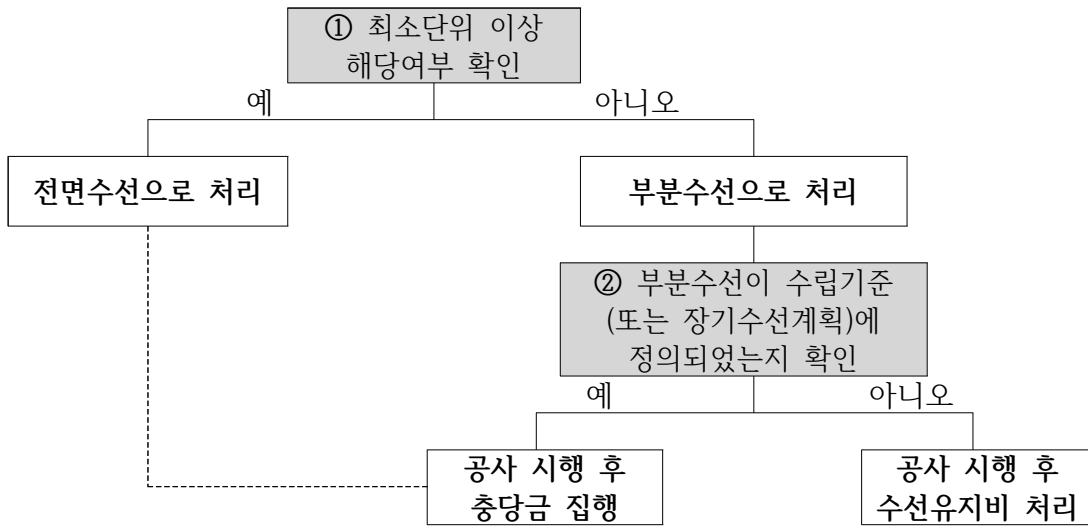 ① 최소단위 이상
해당여부 확인
예
아니오
전면수선으로 처리
부분수선으로 처리
② 부분수선이 수립기준
(또는 장기수선계획)에
정의되었는지 확인
예
아니오
공사 시행 후
충당금 집행
공사 시행 후
수선유지비 처리